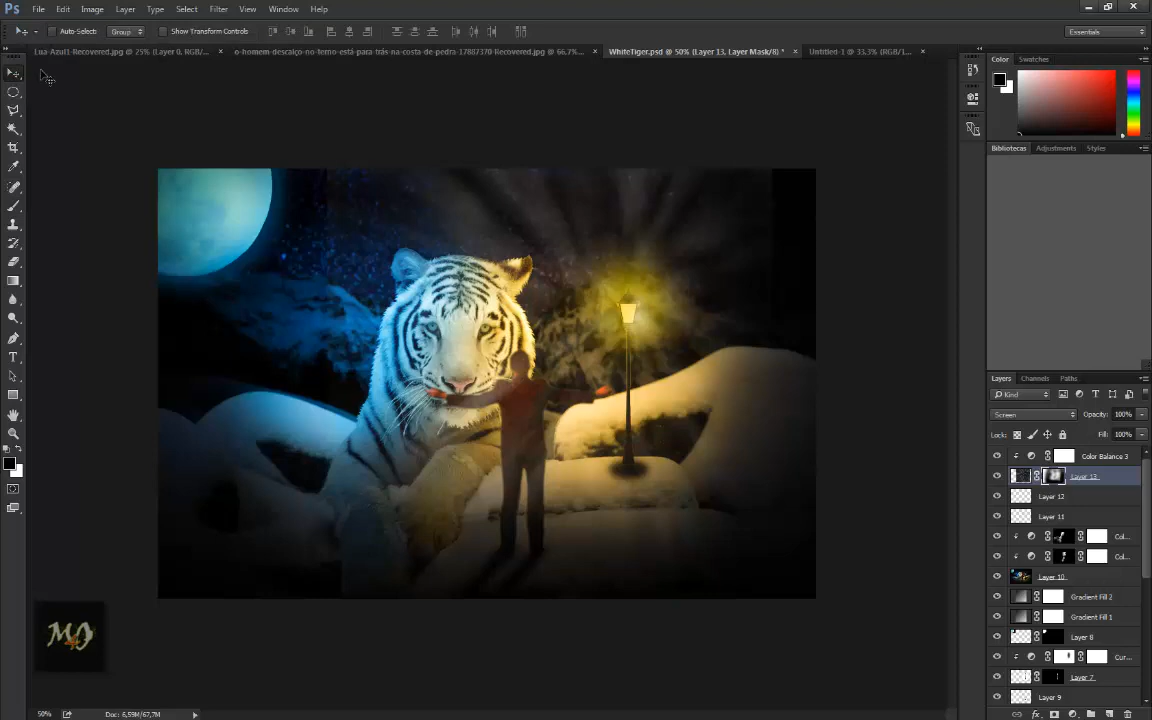 Ps File Edit Image Layer Type Select Filter View Window Help
Auto-Select: Group Show Transform Controls Essentials
Lua-Azul1-Recovered.jpg @ 25% (Layer 0, RGB/... × o-homem-descalço-no-terno-está-para-trás-na-costa-de-pedra-17887370-Recovered.jpg @ 66,7%... × WhiteTiger.psd @ 50% (Layer 13, Layer Mask/8) * × Untitled-1 @ 33.3% (RGB/1... ×
Color Swatches
Bibliotecas Adjustments Styles
Layers Channels Paths
Kind
Screen Opacity: 100%
Lock: Fill: 100%
Color Balance 3
Layer 13
Layer 12
Layer 11
Col...
Col...
Layer 10
Gradient Fill 2
Gradient Fill 1
Layer 8
Cur...
Layer 7
Layer 9
50% Doc: 6,59M/67,7M